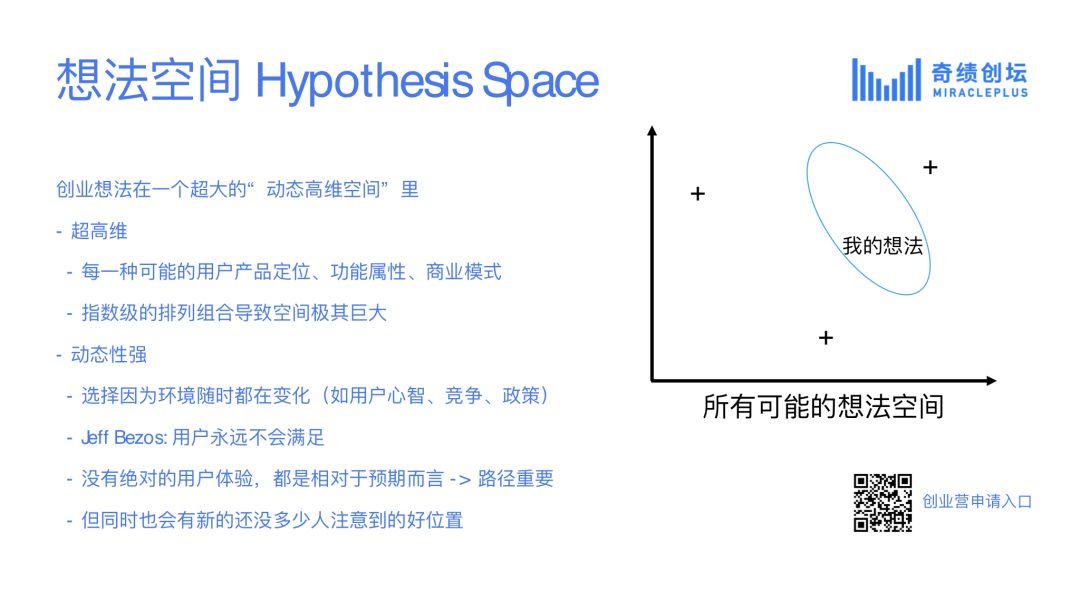 想法空间 Hypothesis Space
奇绩创坛
MIRACLEPLUS
创业想法在一个超大的“动态高维空间”里
- 超高维
- 每一种可能的用户产品定位、功能属性、商业模式
- 指数级的排列组合导致空间极其巨大
- 动态性强
- 选择因为环境随时都在变化（如用户心智、竞争、政策）
- Jeff Bezos: 用户永远不会满足
- 没有绝对的用户体验，都是相对于预期而言 -> 路径重要
- 但同时也会有新的还没多少人注意到的好位置
+
+
我的想法
+
所有可能的想法空间
创业营申请入口